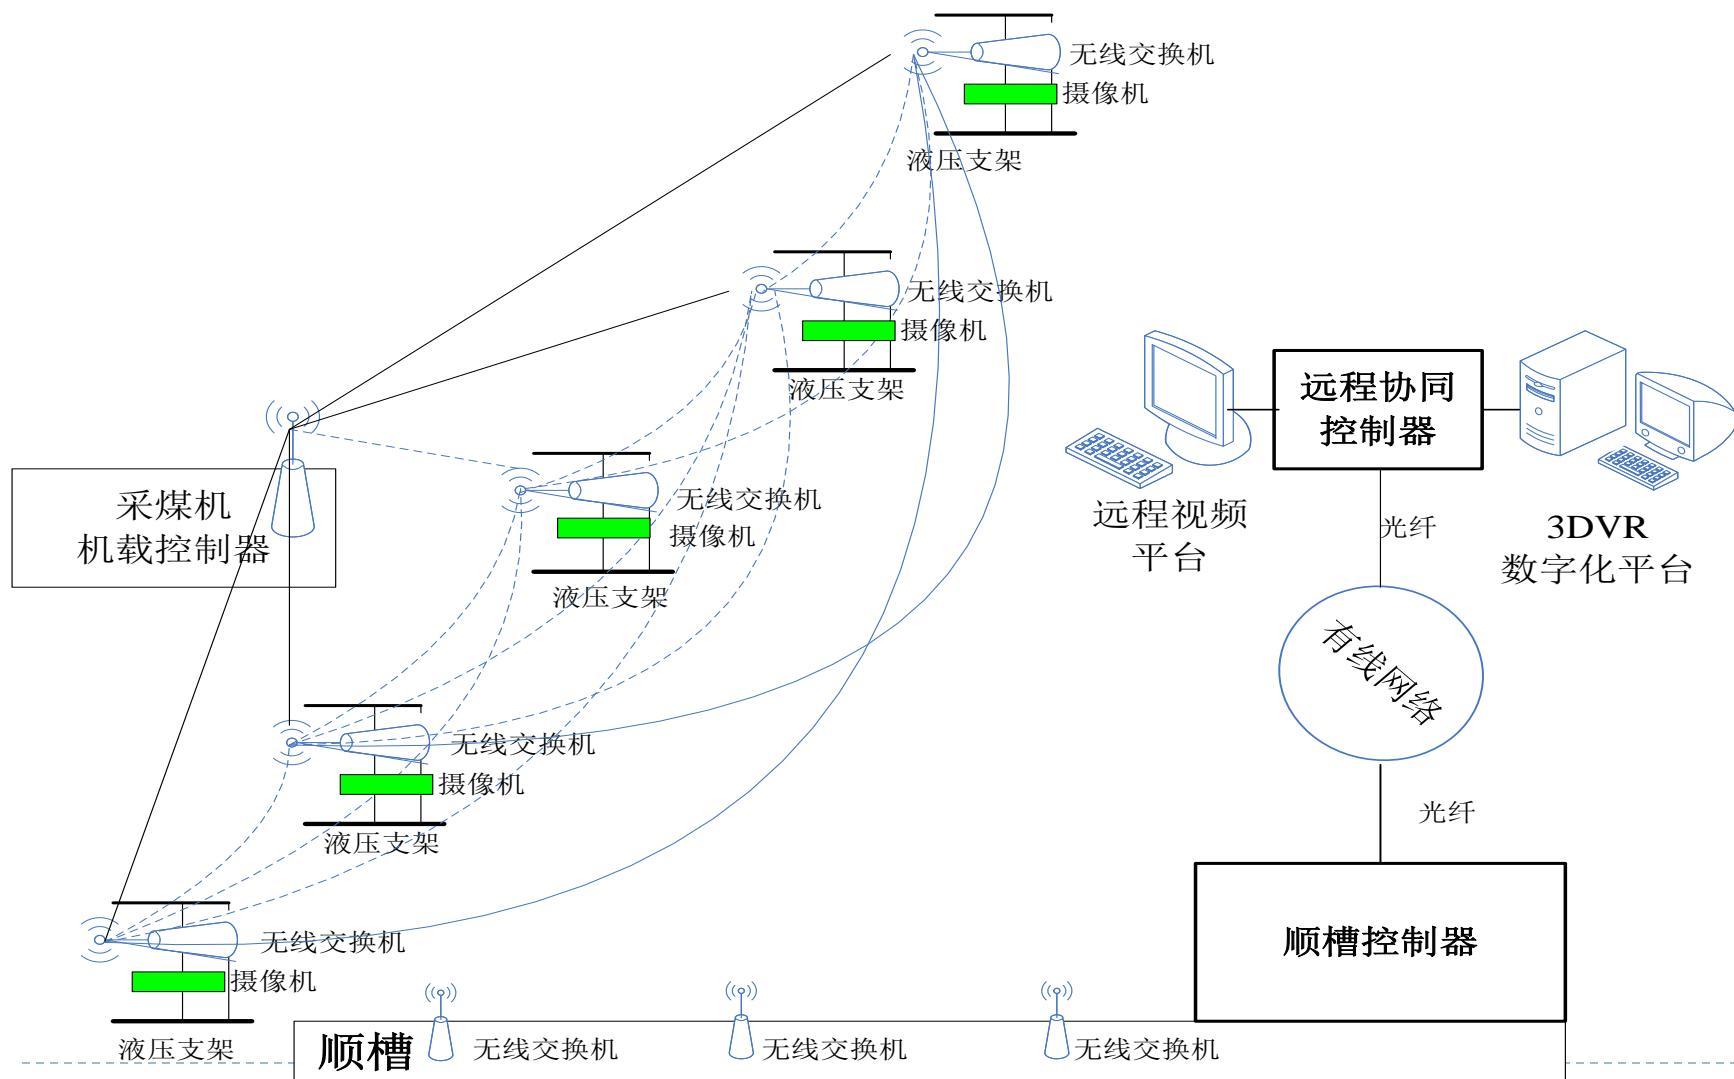 无线交换机
摄像机
液压支架
无线交换机
摄像机
液压支架
远程协同
控制器
采煤机
机载控制器
无线交换机
摄像机
液压支架
远程视频
平台
光纤
3DVR
数字化平台
有线网络
无线交换机
摄像机
液压支架
光纤
无线交换机
摄像机
液压支架
顺槽控制器
顺槽
无线交换机
无线交换机
无线交换机